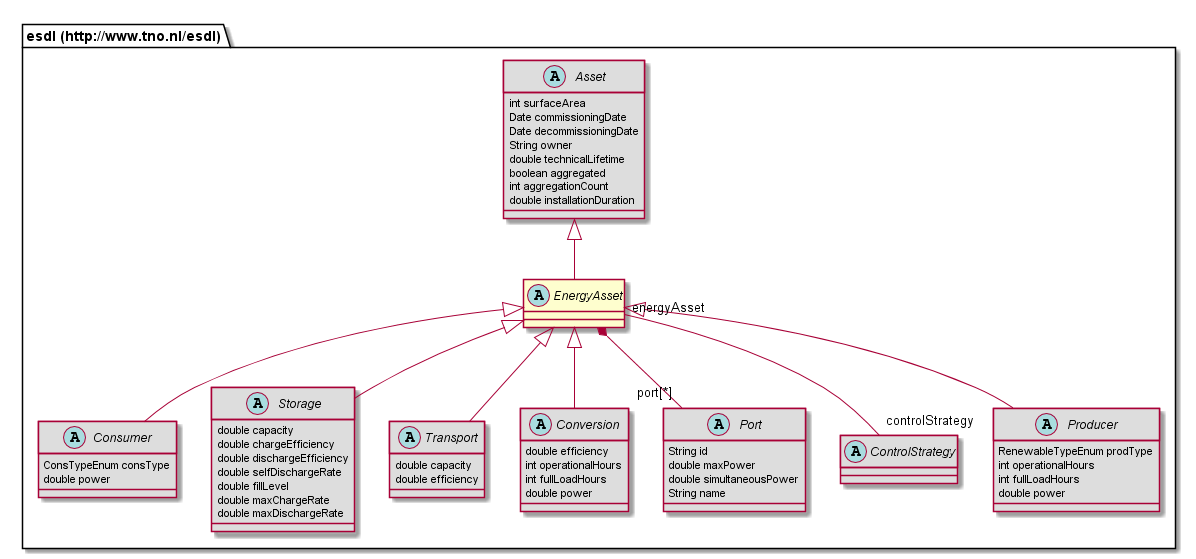 esdl (http://www.tno.nl/esdl)
A Asset
int surfaceArea
Date commissioningDate
Date decommissioningDate
String owner
double technicalLifetime
boolean aggregated
int aggregationCount
double installationDuration
A EnergyAsset
energyAsset
port[*]
controlStrategy
A Consumer
ConsTypeEnum consType
double power
A Storage
double capacity
double chargeEfficiency
double dischargeEfficiency
double selfDischargeRate
double fillLevel
double maxChargeRate
double maxDischargeRate
A Transport
double capacity
double efficiency
A Conversion
double efficiency
int operationalHours
int fullLoadHours
double power
A Port
String id
double maxPower
double simultaneousPower
String name
A ControlStrategy
A Producer
RenewableTypeEnum prodType
int operationalHours
int fullLoadHours
double power